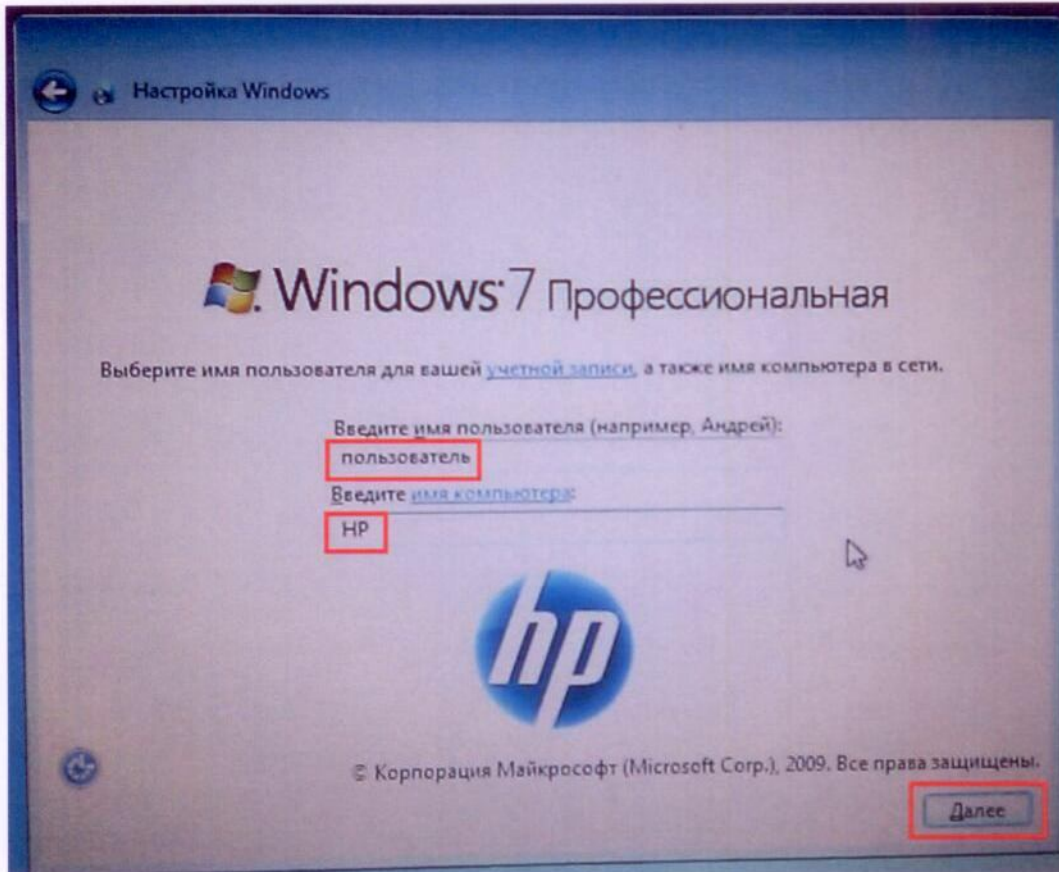 Настройка Windows
Windows 7 Профессиональная
Выберите имя пользователя для вашей учетной записи, а также имя компьютера в сети.
Введите имя пользователя (например, Андрей):
пользователь
Введите имя компьютера:
HP
hp
© Корпорация Майкрософт (Microsoft Corp.), 2009. Все права защищены.
Далее